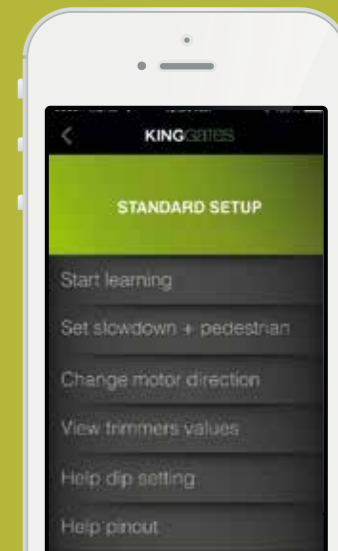 KINGGATES
STANDARD SETUP
Start learning
Set slowdown + pedestrian
Change motor direction
View trimmers values
Help dip setting
Help pinout